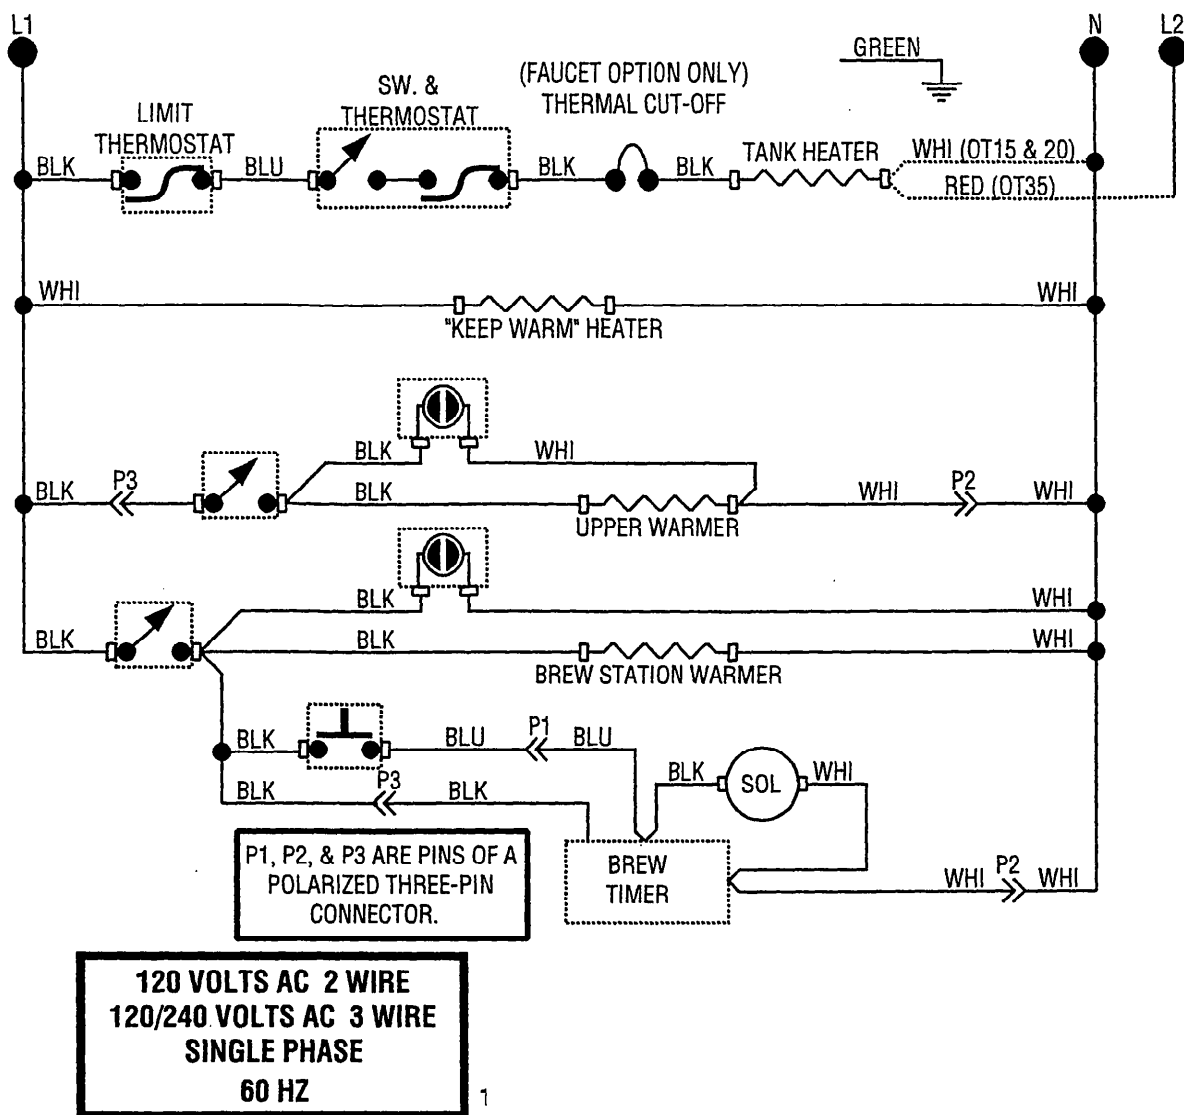 L1
N
L2
GREEN
(FAUCET OPTION ONLY)
THERMAL CUT-OFF
SW. &
THERMOSTAT
LIMIT
THERMOSTAT
BLK
BLU
BLK
BLK
TANK HEATER
WHI (OT15 & 20)
RED (OT35)
WHI
WHI
"KEEP WARM" HEATER
BLK
WHI
BLK
P3
BLK
WHI
P2
WHI
UPPER WARMER
BLK
WHI
BLK
BLK
WHI
BREW STATION WARMER
BLK
BLU
P1
BLU
BLK
SOL
WHI
BLK
P3
BLK
P1, P2, & P3 ARE PINS OF A
POLARIZED THREE-PIN
CONNECTOR.
BREW
TIMER
WHI
P2
WHI
120 VOLTS AC 2 WIRE
120/240 VOLTS AC 3 WIRE
SINGLE PHASE
60 HZ
1